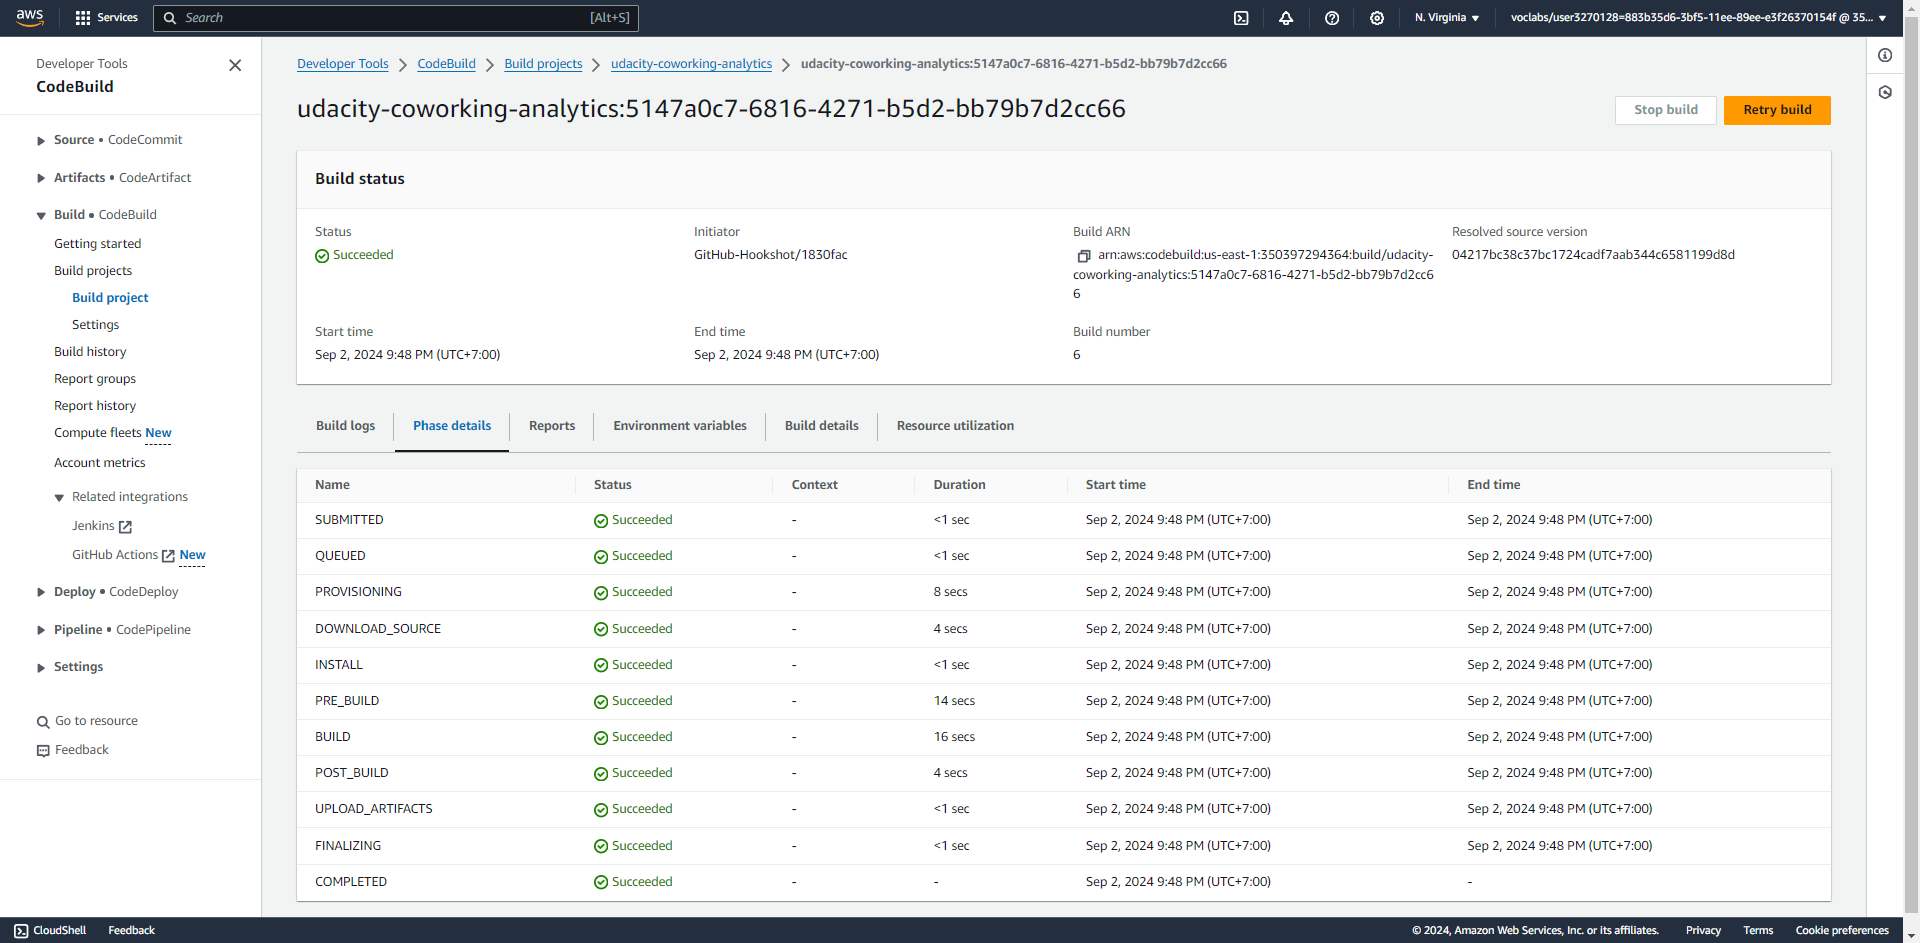 aws
Services
Search
[Alt+S]
N. Virginia
voclabs/user3270128=883b35d6-3bf5-11ee-89ee-e3f26370154f @ 35...
Developer Tools
CodeBuild
Source • CodeCommit
Artifacts • CodeArtifact
Build • CodeBuild
Getting started
Build projects
Build project
Settings
Build history
Report groups
Report history
Compute fleets New
Account metrics
Related integrations
Jenkins
GitHub Actions New
Deploy • CodeDeploy
Pipeline • CodePipeline
Settings
Go to resource
Feedback
Developer Tools > CodeBuild > Build projects > udacity-coworking-analytics > udacity-coworking-analytics:5147a0c7-6816-4271-b5d2-bb79b7d2cc66
udacity-coworking-analytics:5147a0c7-6816-4271-b5d2-bb79b7d2cc66
Stop build
Retry build
Build status
Status
Succeeded
Initiator
GitHub-Hookshot/1830fac
Build ARN
arn:aws:codebuild:us-east-1:350397294364:build/udacity-
coworking-analytics:5147a0c7-6816-4271-b5d2-bb79b7d2cc6
6
Resolved source version
04217bc38c37bc1724cadf7aab344c6581199d8d
Start time
Sep 2, 2024 9:48 PM (UTC+7:00)
End time
Sep 2, 2024 9:48 PM (UTC+7:00)
Build number
6
Build logs
Phase details
Reports
Environment variables
Build details
Resource utilization
Name Status Context Duration Start time End time
SUBMITTED Succeeded - <1 sec Sep 2, 2024 9:48 PM (UTC+7:00) Sep 2, 2024 9:48 PM (UTC+7:00)
QUEUED Succeeded - <1 sec Sep 2, 2024 9:48 PM (UTC+7:00) Sep 2, 2024 9:48 PM (UTC+7:00)
PROVISIONING Succeeded - 8 secs Sep 2, 2024 9:48 PM (UTC+7:00) Sep 2, 2024 9:48 PM (UTC+7:00)
DOWNLOAD_SOURCE Succeeded - 4 secs Sep 2, 2024 9:48 PM (UTC+7:00) Sep 2, 2024 9:48 PM (UTC+7:00)
INSTALL Succeeded - <1 sec Sep 2, 2024 9:48 PM (UTC+7:00) Sep 2, 2024 9:48 PM (UTC+7:00)
PRE_BUILD Succeeded - 14 secs Sep 2, 2024 9:48 PM (UTC+7:00) Sep 2, 2024 9:48 PM (UTC+7:00)
BUILD Succeeded - 16 secs Sep 2, 2024 9:48 PM (UTC+7:00) Sep 2, 2024 9:48 PM (UTC+7:00)
POST_BUILD Succeeded - 4 secs Sep 2, 2024 9:48 PM (UTC+7:00) Sep 2, 2024 9:48 PM (UTC+7:00)
UPLOAD_ARTIFACTS Succeeded - <1 sec Sep 2, 2024 9:48 PM (UTC+7:00) Sep 2, 2024 9:48 PM (UTC+7:00)
FINALIZING Succeeded - <1 sec Sep 2, 2024 9:48 PM (UTC+7:00) Sep 2, 2024 9:48 PM (UTC+7:00)
COMPLETED Succeeded - - Sep 2, 2024 9:48 PM (UTC+7:00) -
CloudShell
Feedback
© 2024, Amazon Web Services, Inc. or its affiliates.
Privacy
Terms
Cookie preferences